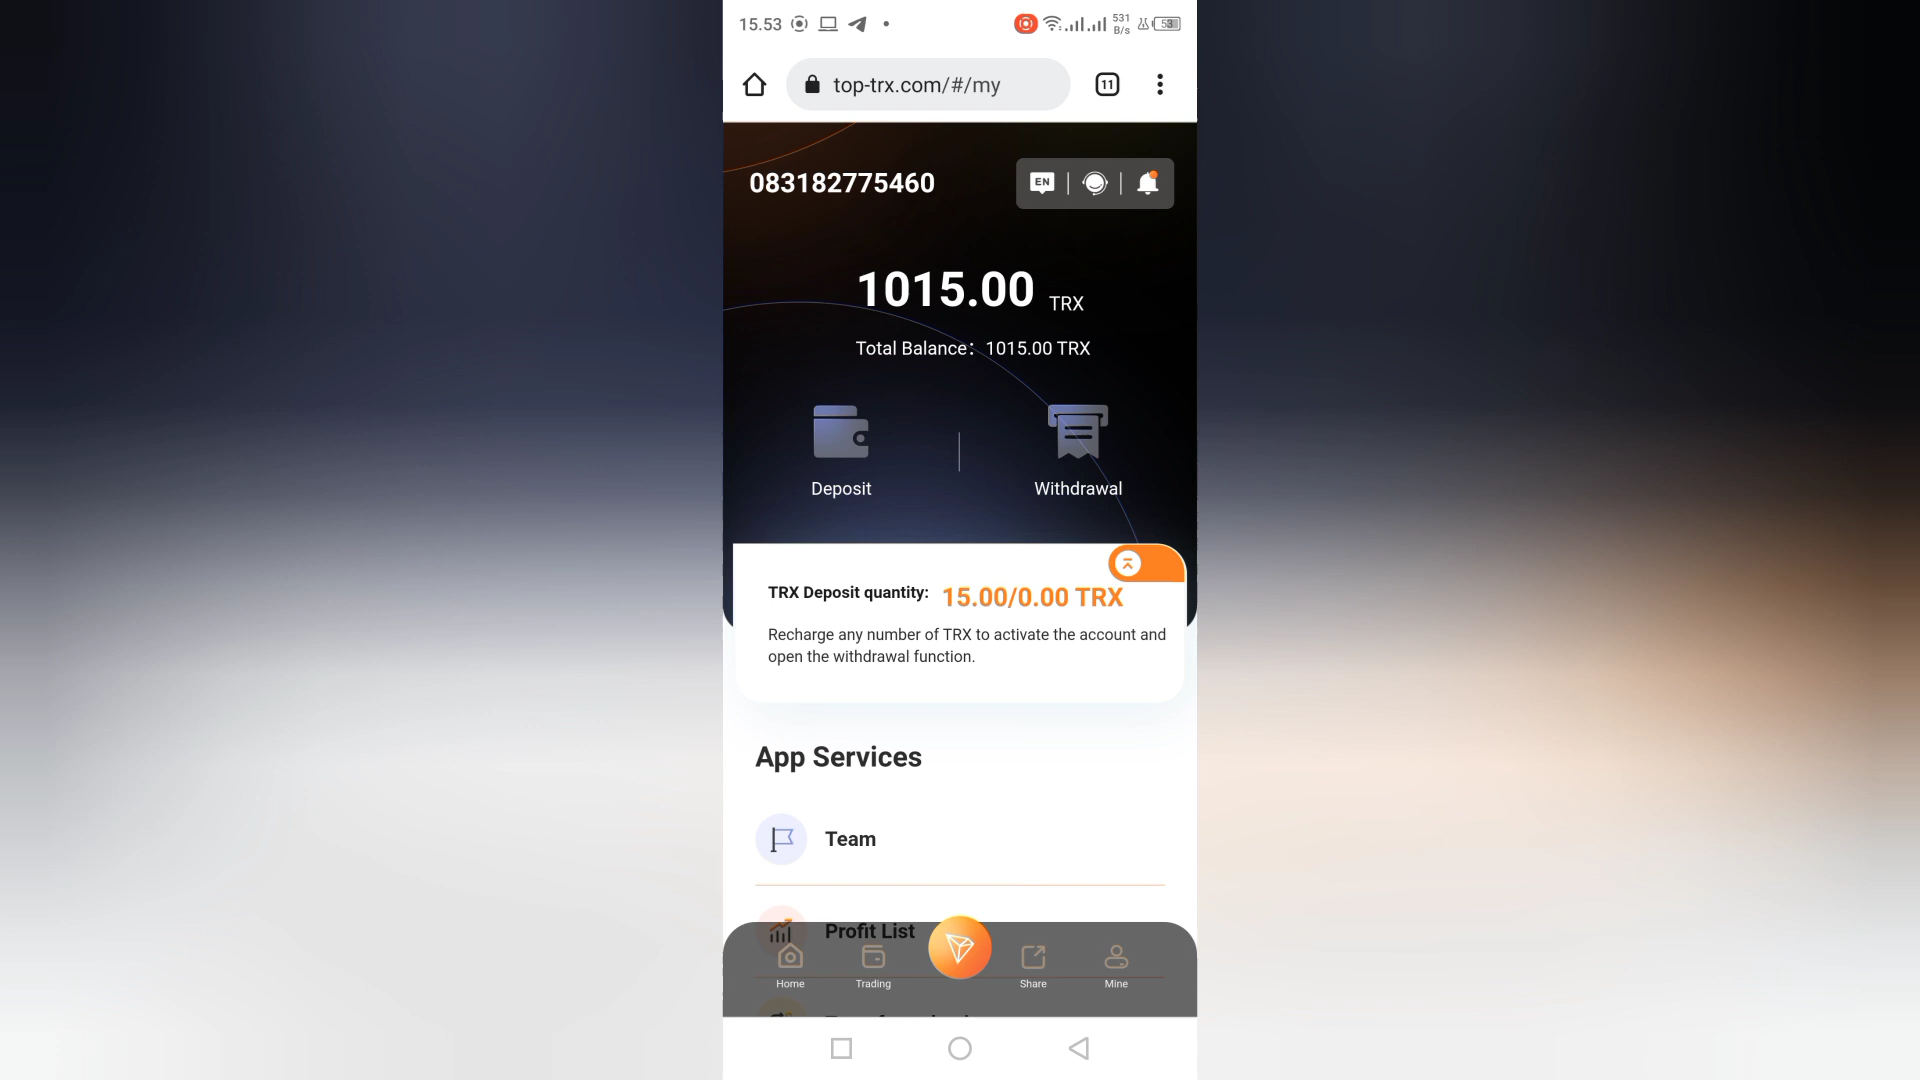 15.53
531
B/s
53
top-trx.com/#/my
11
083182775460
EN
1015.00 TRX
Total Balance: 1015.00 TRX
Deposit
Withdrawal
TRX Deposit quantity: 15.00/0.00 TRX
Recharge any number of TRX to activate the account and
open the withdrawal function.
App Services
Team
Profit List
Home
Trading
Share
Mine